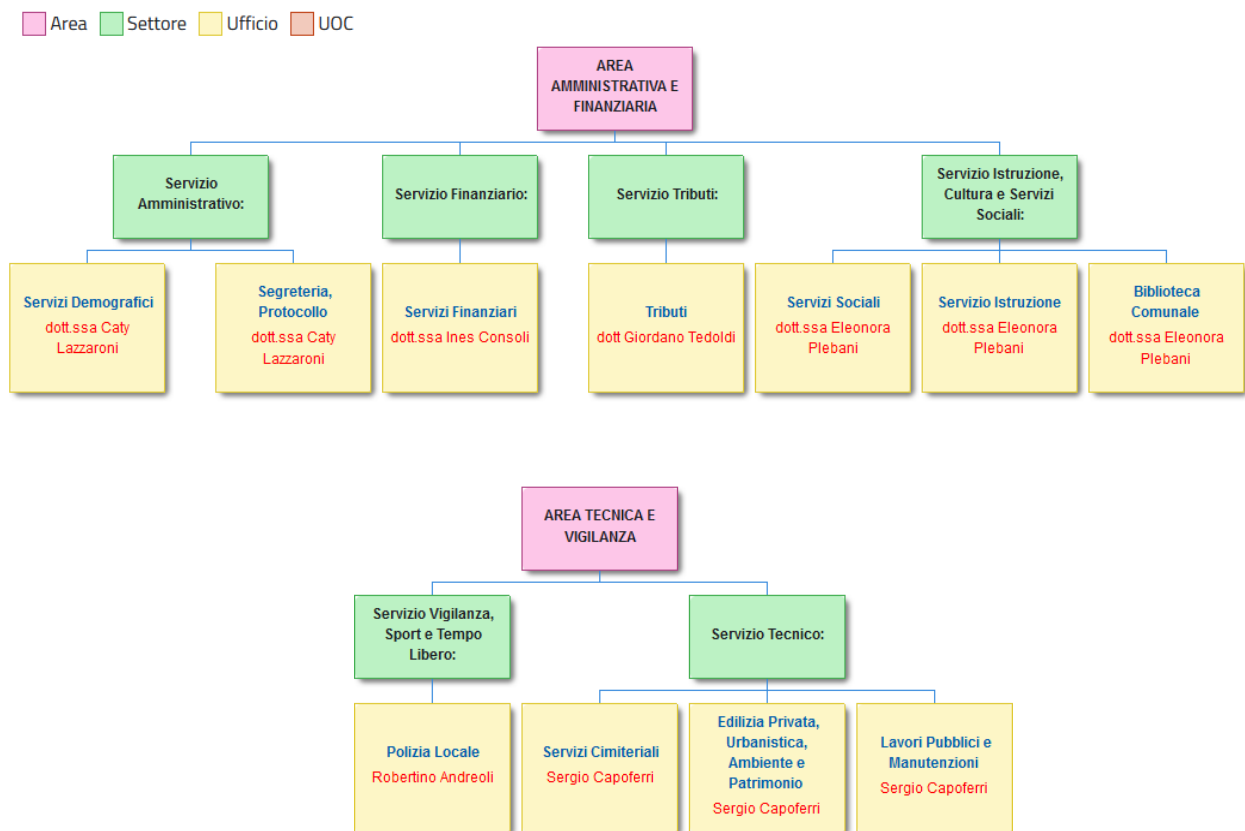 Area Settore Ufficio UOC
AREA
AMMINISTRATIVA E
FINANZIARIA
Servizio
Amministrativo:
Servizio Finanziario:
Servizio Tributi:
Servizio Istruzione,
Cultura e Servizi
Sociali:
Servizi Demografici
dott.ssa Caty
Lazzaroni
Segreteria,
Protocollo
dott.ssa Caty
Lazzaroni
Servizi Finanziari
dott.ssa Ines Consoli
Tributi
dott Giordano Tedoldi
Servizi Sociali
dott.ssa Eleonora
Plebani
Servizio Istruzione
dott.ssa Eleonora
Plebani
Biblioteca
Comunale
dott.ssa Eleonora
Plebani
AREA TECNICA E
VIGILANZA
Servizio Vigilanza,
Sport e Tempo
Libero:
Servizio Tecnico:
Polizia Locale
Robertino Andreoli
Servizi Cimiteriali
Sergio Capoferri
Edilizia Privata,
Urbanistica,
Ambiente e
Patrimonio
Sergio Capoferri
Lavori Pubblici e
Manutenzioni
Sergio Capoferri